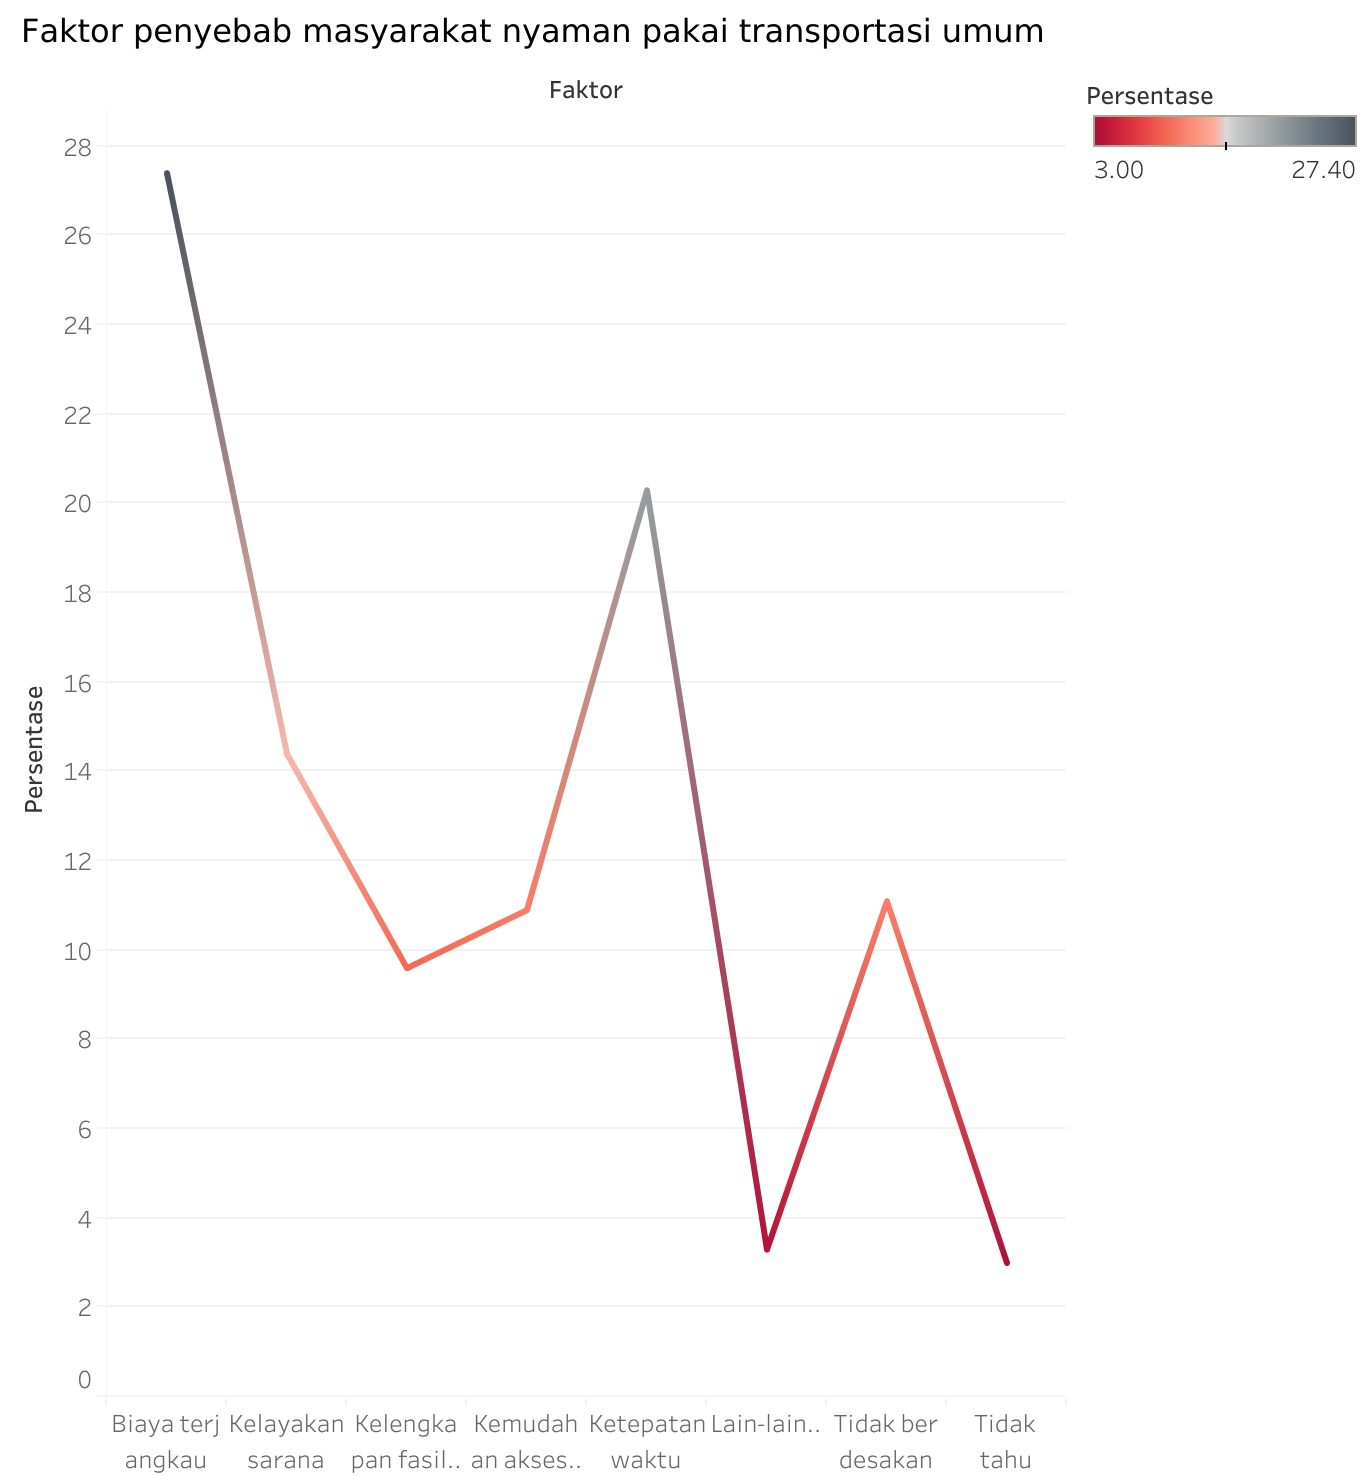 Faktor penyebab masyarakat nyaman pakai transportasi umum
Faktor
Persentase
3.00 27.40
28
26
24
22
20
18
16
14
12
10
8
6
4
2
0
Persentase
Biaya terj Kelayakan Kelengka Kemudah Ketepatan Lain-lain.. Tidak ber Tidak
angkau sarana pan fasil.. an akses.. waktu desakan tahu